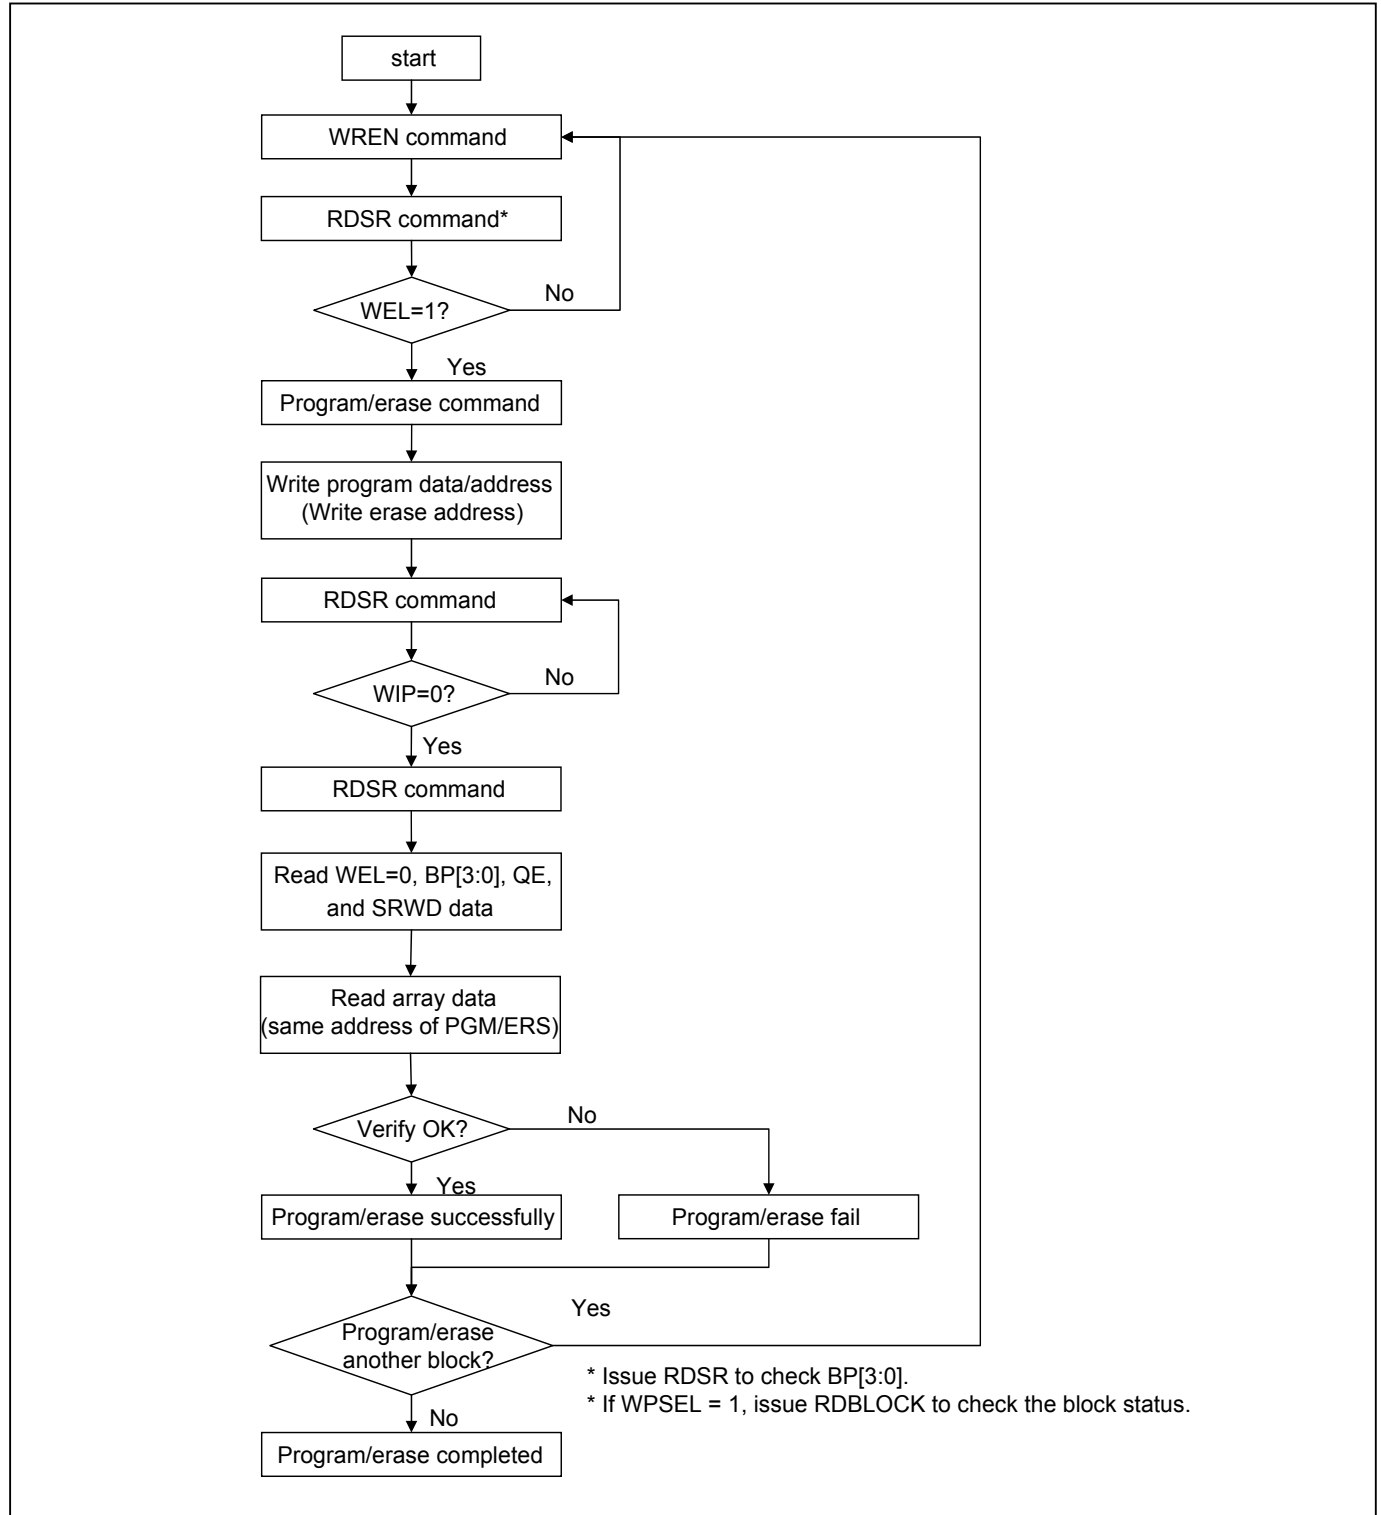 start
WREN command
RDSR command*
WEL=1?
No
Yes
Program/erase command
Write program data/address
(Write erase address)
RDSR command
WIP=0?
No
Yes
RDSR command
Read WEL=0, BP[3:0], QE,
and SRWD data
Read array data
(same address of PGM/ERS)
Verify OK?
No
Yes
Program/erase successfully
Program/erase fail
Yes
Program/erase
another block?
* Issue RDSR to check BP[3:0].
* If WPSEL = 1, issue RDBLOCK to check the block status.
No
Program/erase completed